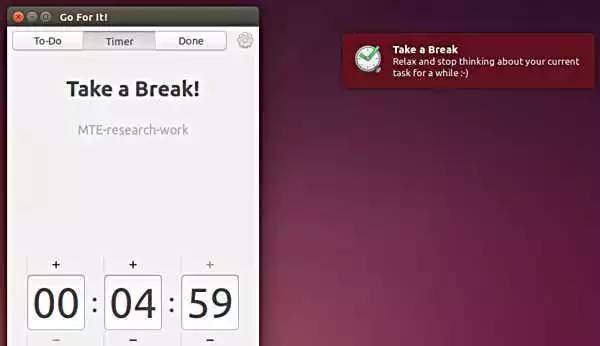 Go For It!
To-Do Timer Done
Take a Break!
MTE-research-work
+ + +
00 : 04 : 59
− − −
Take a Break
Relax and stop thinking about your current
task for a while :-)